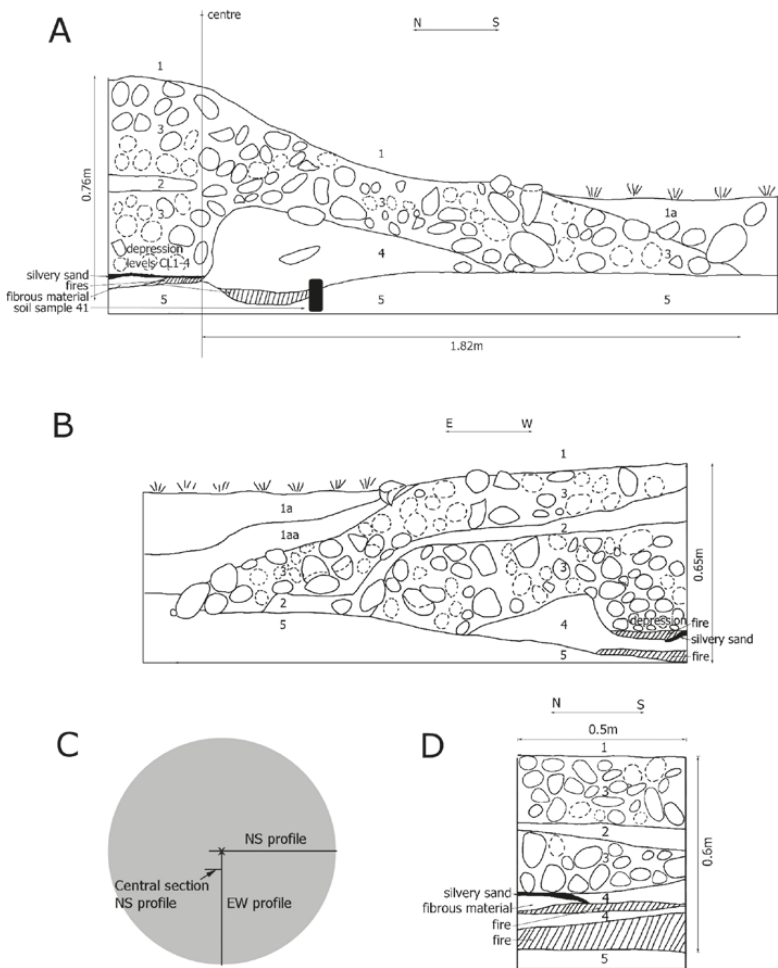 A
centre
N S
1
3
0.76m
1
2
3
3
1a
depression
levels CL1-4
4
3
silvery sand
fires
fibrous material
soil sample 41
5
5
5
1.82m
B
E W
1
3
1a
2
1aa
3
3
0.65m
2
depression
fire
5
4
silvery sand
5
fire
C
NS profile
Central section
NS profile
EW profile
D
N S
0.5m
1
3
2
3
0.6m
silvery sand
4
fibrous material
4
fire
fire
5